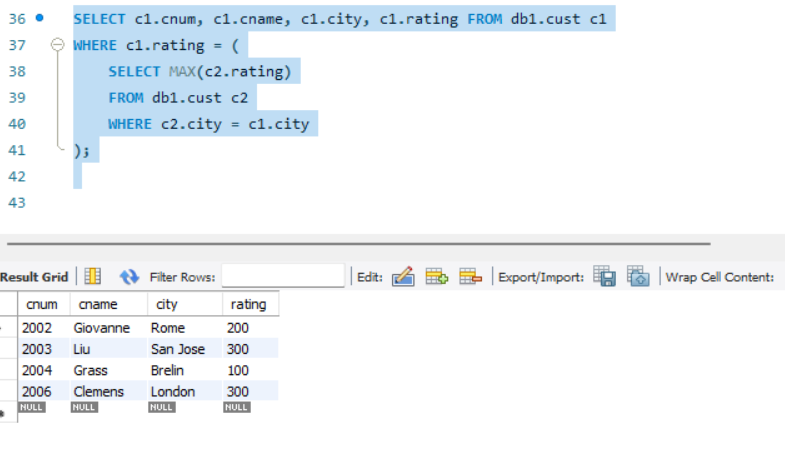 36 SELECT c1.cnum, c1.cname, c1.city, c1.rating FROM db1.cust c1
37 WHERE c1.rating = (
38 SELECT MAX(c2.rating)
39 FROM db1.cust c2
40 WHERE c2.city = c1.city
41 );
42
43
Result Grid Filter Rows: Edit: Export/Import: Wrap Cell Content:
cnum cname city rating
2002 Giovanne Rome 200
2003 Liu San Jose 300
2004 Grass Brelin 100
2006 Clemens London 300
NULL NULL NULL NULL